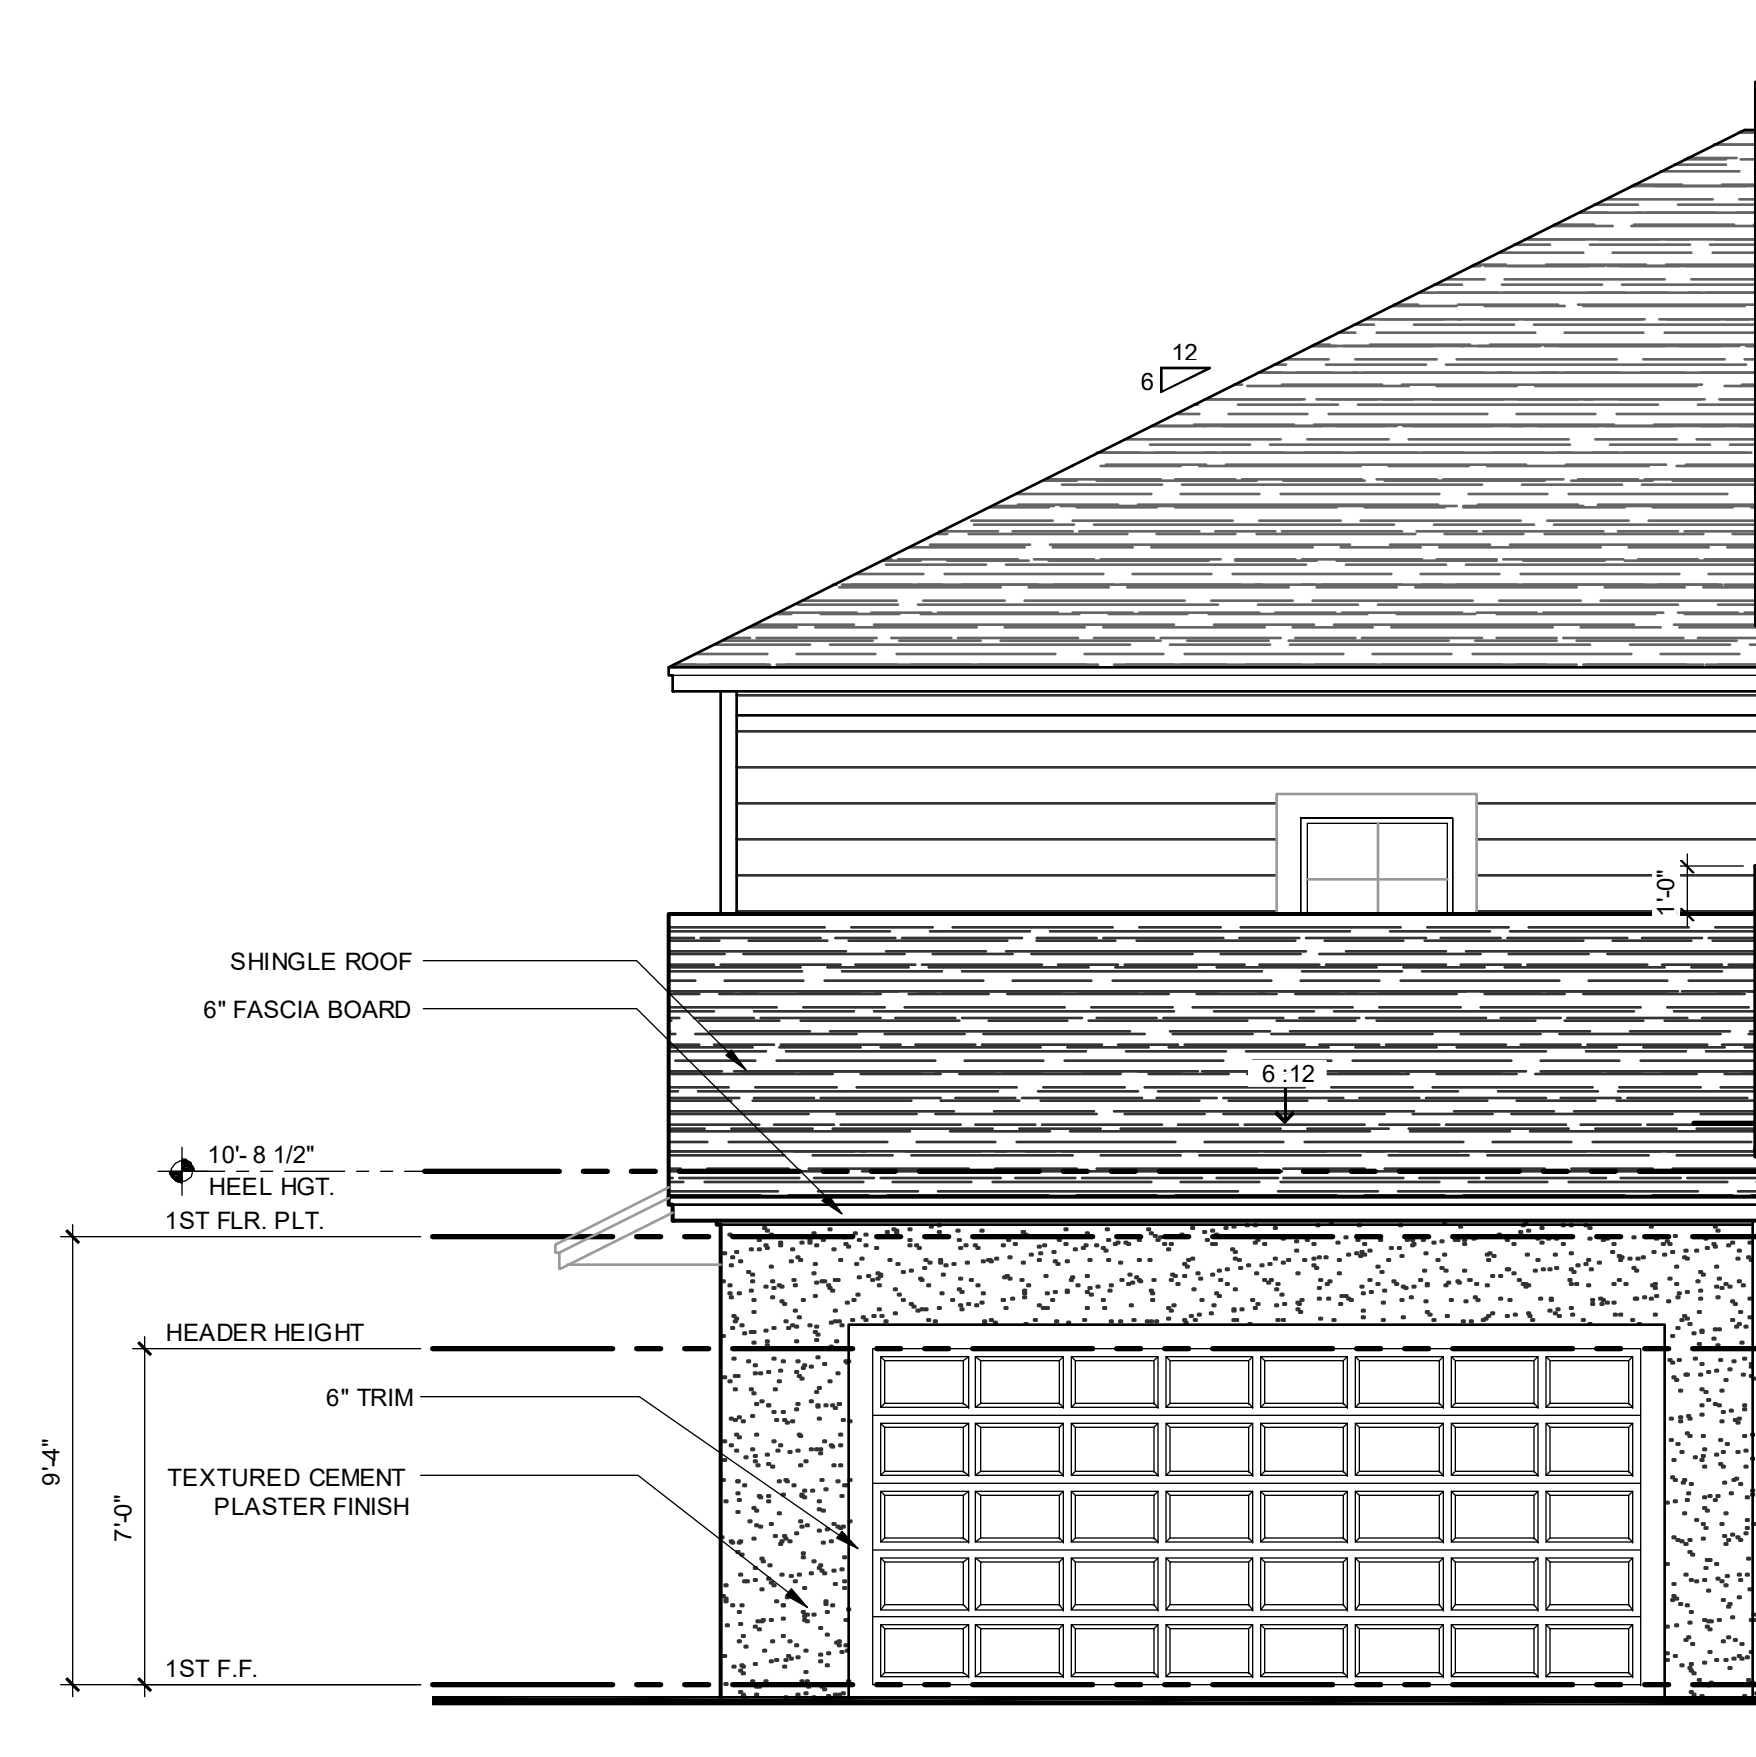 12
6
1'-0"
SHINGLE ROOF
6" FASCIA BOARD
6 :12
10'- 8 1/2"
HEEL HGT.
1ST FLR. PLT.
HEADER HEIGHT
6" TRIM
9'-4"
7'-0"
TEXTURED CEMENT
PLASTER FINISH
1ST F.F.